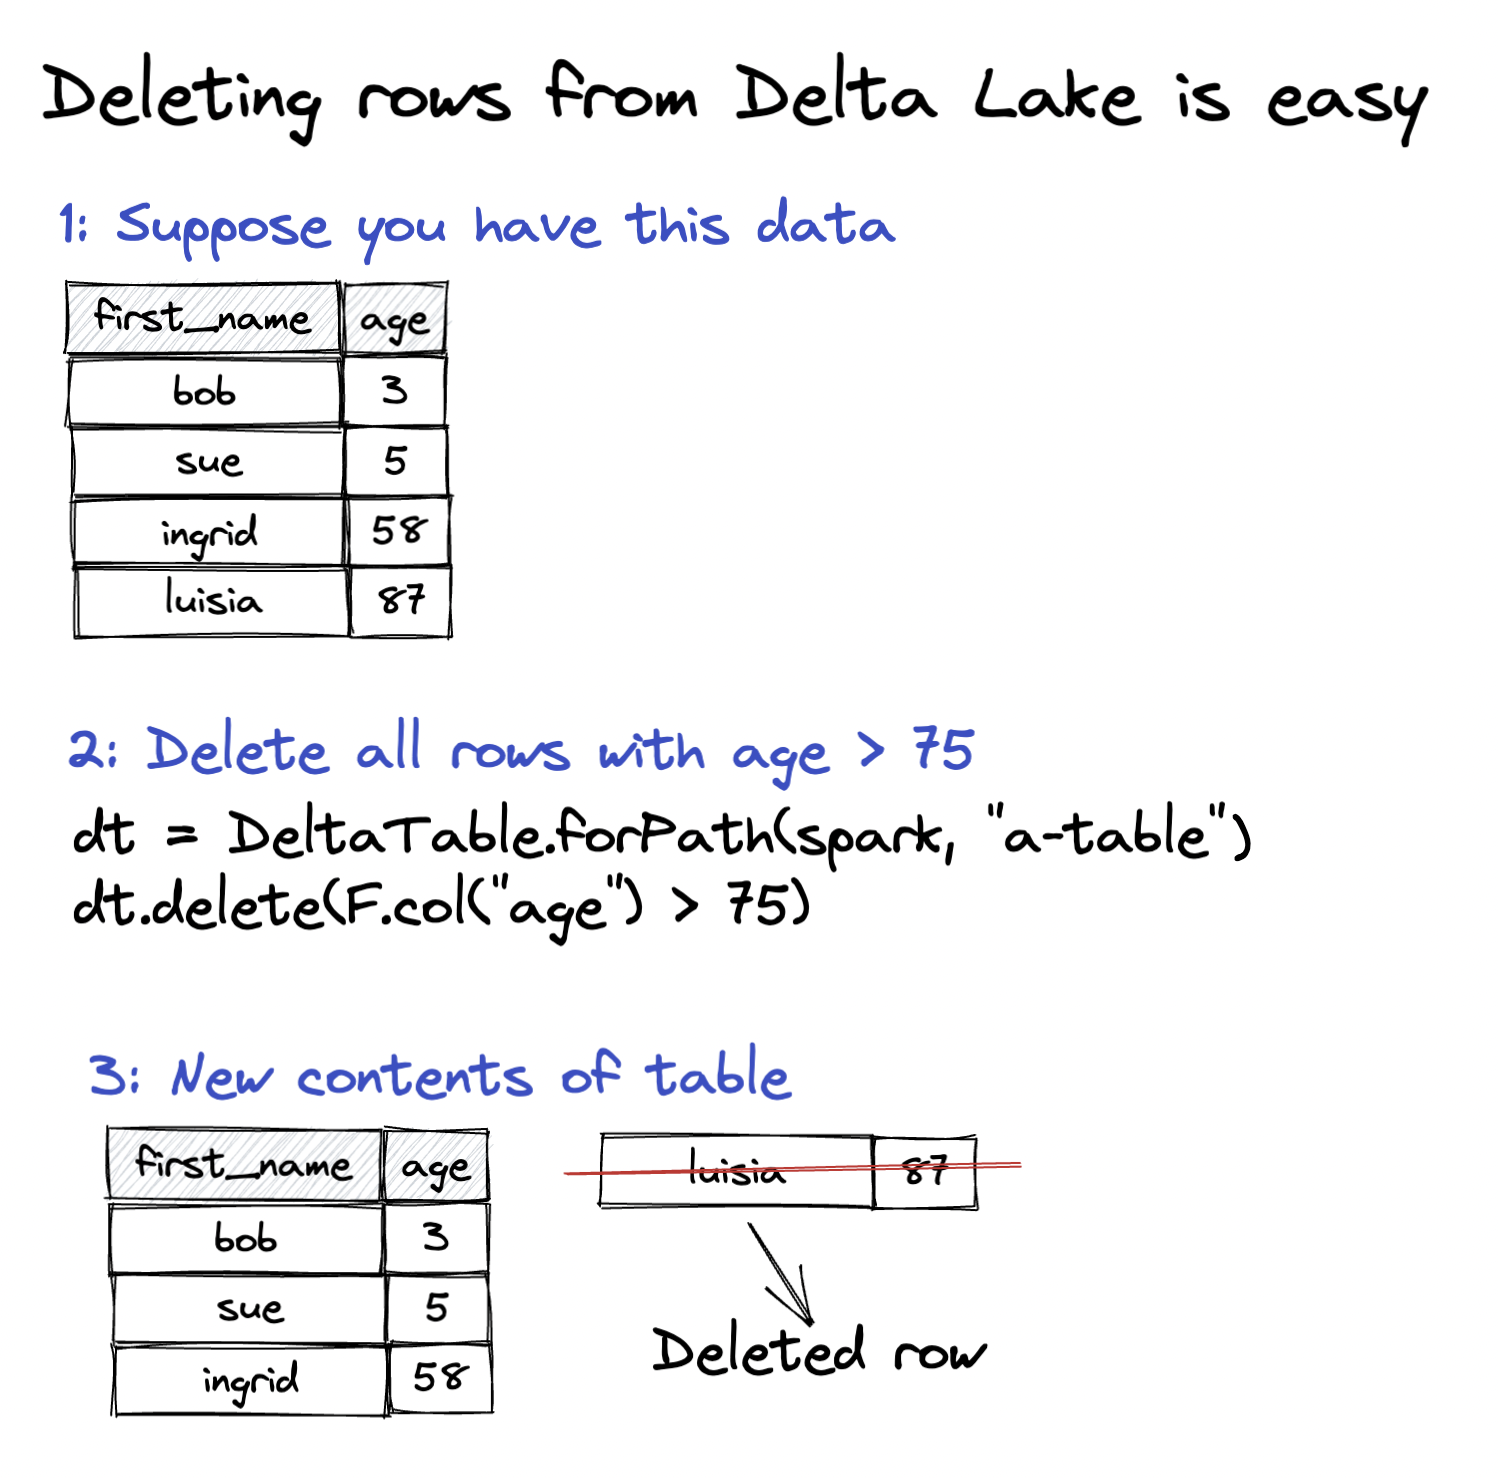 Deleting rows from Delta Lake is easy
1: Suppose you have this data
first_name age
bob 3
sue 5
ingrid 58
luisia 87
2: Delete all rows with age > 75
dt = DeltaTable.forPath(spark, "a-table")
dt.delete(F.col("age") > 75)
3: New contents of table
first_name age
bob 3
sue 5
ingrid 58
luisia 87
Deleted row